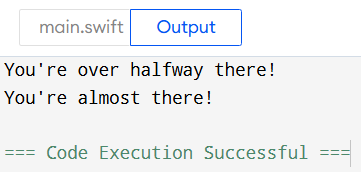 main.swift Output
You're over halfway there!
You're almost there!
=== Code Execution Successful ===